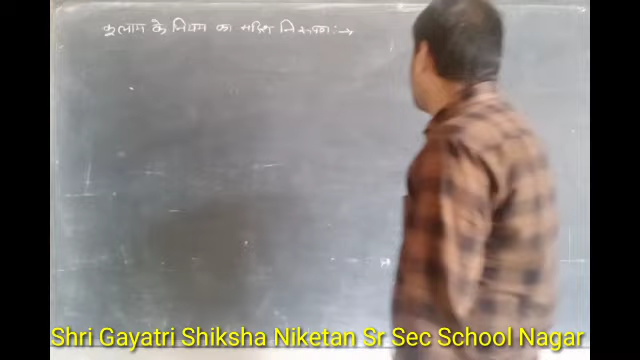 कूलाम के नियम का सदिश निरूपण :→
Shri Gayatri Shiksha Niketan Sr Sec School Nagar